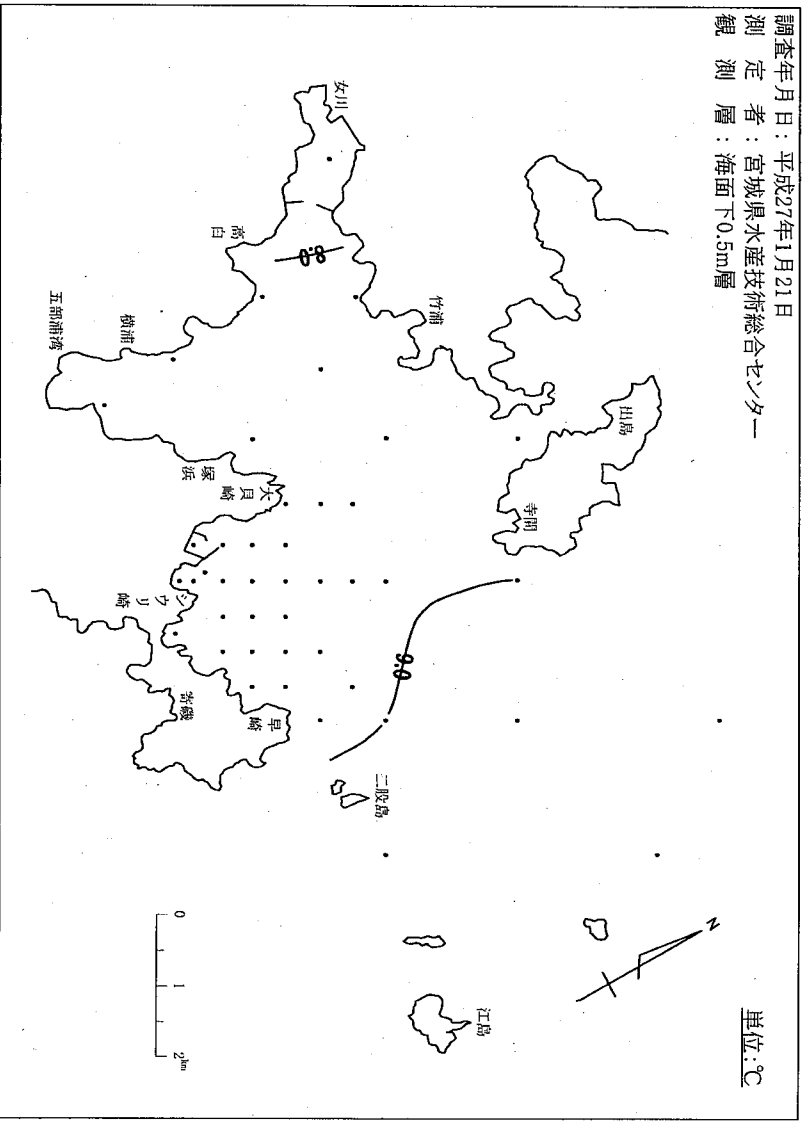 調査年月日：平成27年1月21日
測定者：宮城県水産技術総合センター
観測層：海面下0.5m層
単位:℃
N
女川
高白
8.0
竹浦
横浦
五部浦湾
出島
寺間
塚浜
大貝崎
シウリ崎
9.0
寄磯
早崎
二股島
江島
0 1 2km